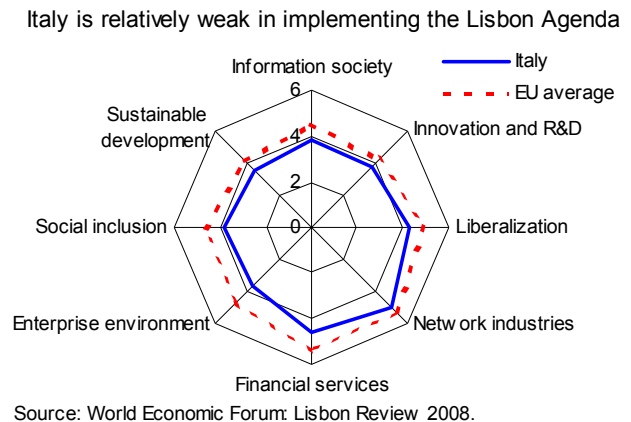 Italy is relatively weak in implementing the Lisbon Agenda
Italy
EU average
Information society
6
Sustainable
development
Innovation and R&D
4
2
Social inclusion
0
Liberalization
Enterprise environment
Network industries
Financial services
Source: World Economic Forum: Lisbon Review 2008.